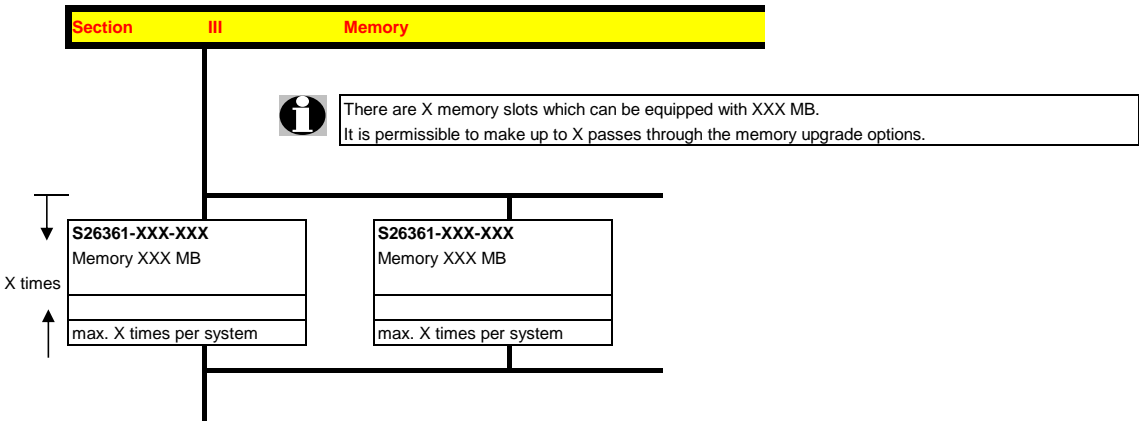 Section III Memory
There are X memory slots which can be equipped with XXX MB.
It is permissible to make up to X passes through the memory upgrade options.
S26361-XXX-XXX
Memory XXX MB
max. X times per system
S26361-XXX-XXX
Memory XXX MB
max. X times per system
X times